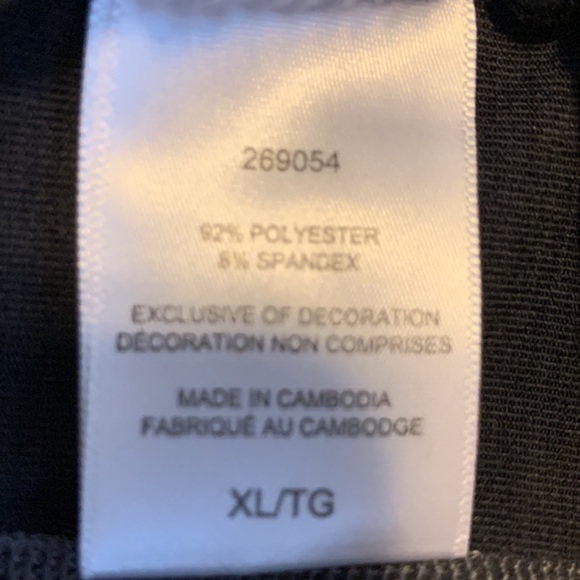 269054
92% POLYESTER
8% SPANDEX
EXCLUSIVE OF DECORATION
DÉCORATION NON COMPRISES
MADE IN CAMBODIA
FABRIQUÉ AU CAMBODGE
XL/TG